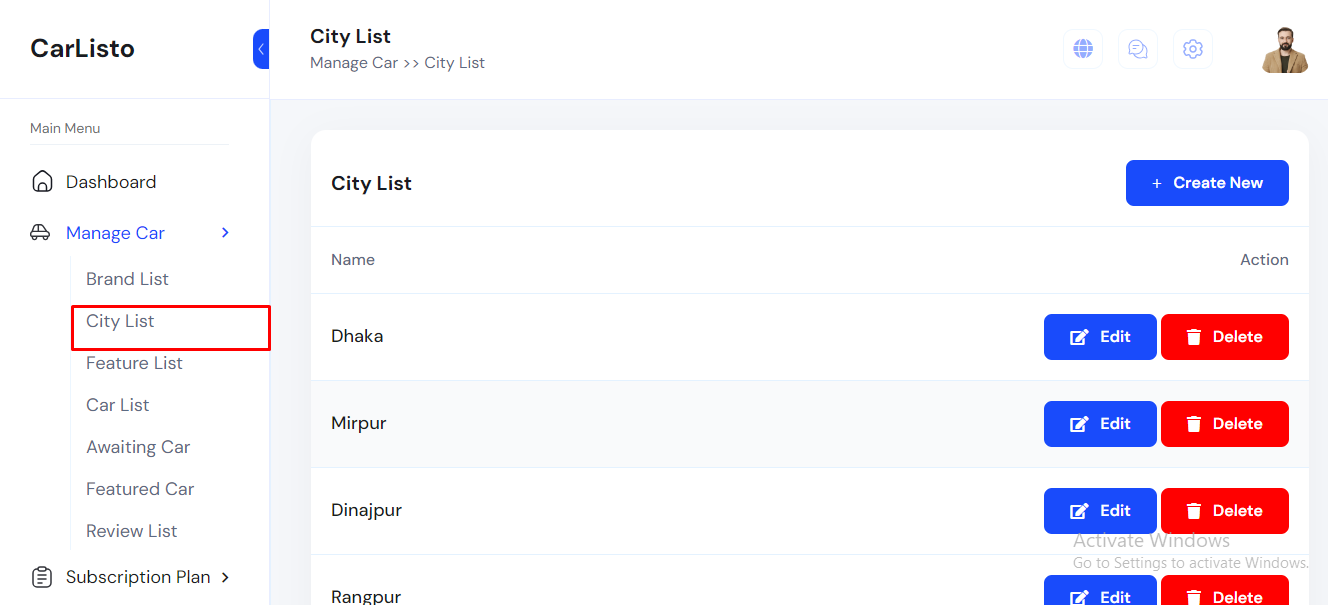 CarListo
City List
Manage Car >> City List
Main Menu
Dashboard
Manage Car
Brand List
City List
Feature List
Car List
Awaiting Car
Featured Car
Review List
Subscription Plan
City List
+ Create New
Name Action
Dhaka Edit Delete
Mirpur Edit Delete
Dinajpur Edit Delete
Activate Windows
Go to Settings to activate Windows.
Rangpur Edit Delete